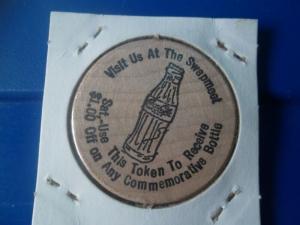 Visit Us At The Swapmeet
Sat.-Use This Token To Receive
$1.00 Off on Any Commemorative Bottle